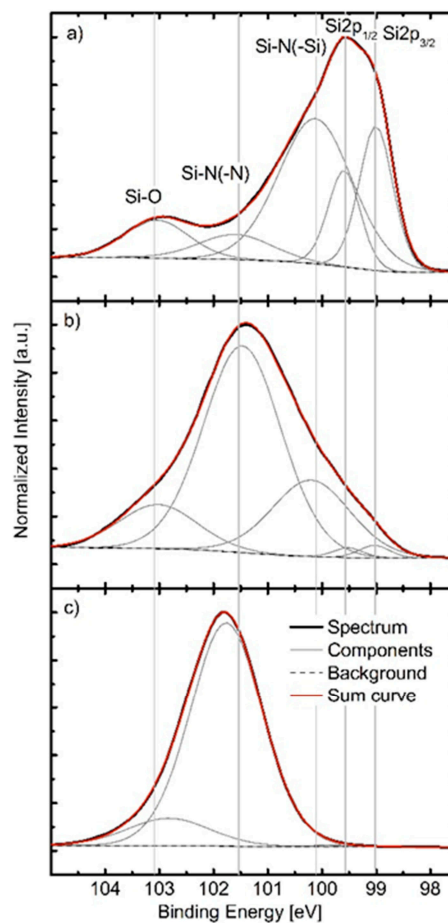 a)
Si-N(-Si)
Si2p1/2 Si2p3/2
Si-N(-N)
Si-O
b)
c)
Spectrum
Components
Background
Sum curve
Normalized Intensity [a.u.]
104 103 102 101 100 99 98
Binding Energy [eV]